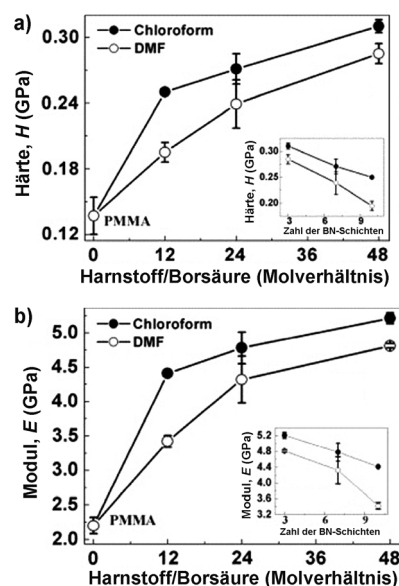 a)
Chloroform
DMF
0.30
0.24
0.18
0.12
Härte, H (GPa)
PMMA
0 12 24 36 48
Harnstoff/Borsäure (Molverhältnis)
0.30
0.25
0.20
Härte, H (GPa)
3 6 9
Zahl der BN-Schichten
b)
Chloroform
DMF
5.0
4.5
4.0
3.5
3.0
2.5
2.0
Modul, E (GPa)
PMMA
0 12 24 36 48
Harnstoff/Borsäure (Molverhältnis)
5.2
4.8
4.4
4.0
3.6
3.2
Modul, E (GPa)
3 6 9
Zahl der BN-Schichten